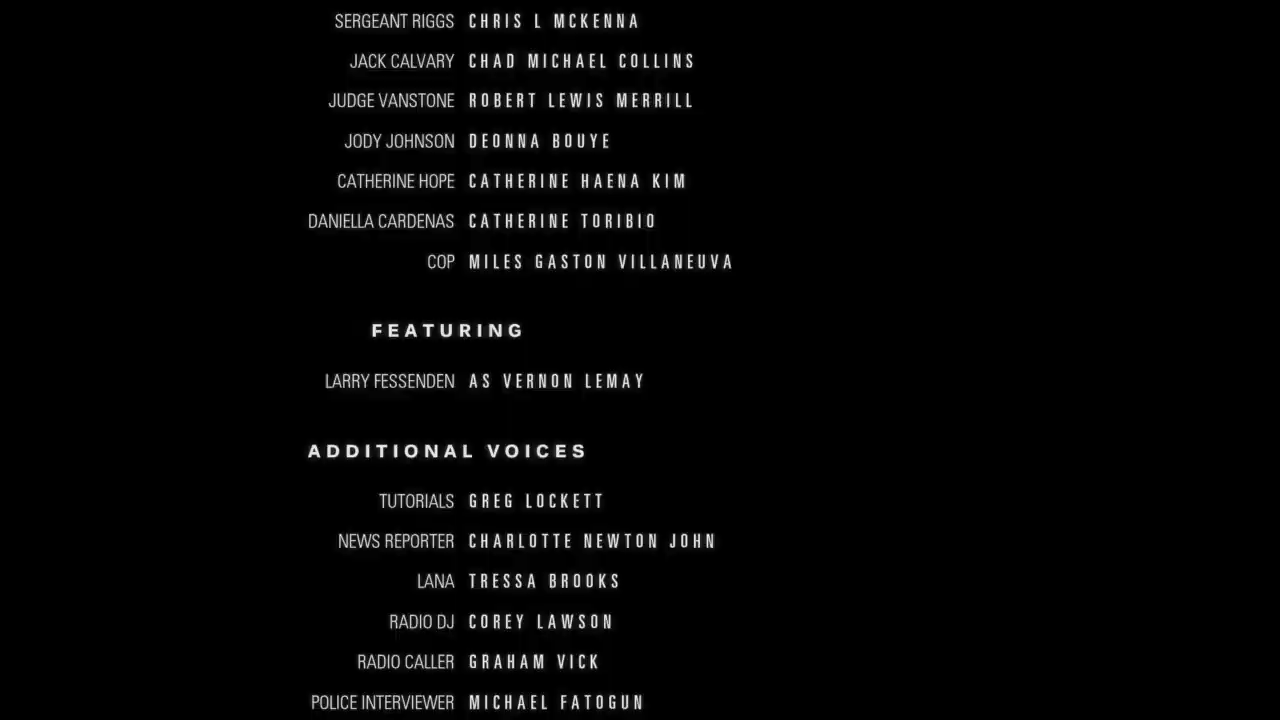 SERGEANT RIGGS CHRIS L MCKENNA
JACK CALVARY CHAD MICHAEL COLLINS
JUDGE VANSTONE ROBERT LEWIS MERRILL
JODY JOHNSON DEONNA BOUYE
CATHERINE HOPE CATHERINE HAENA KIM
DANIELLA CARDENAS CATHERINE TORIBIO
COP MILES GASTON VILLANEUVA
FEATURING
LARRY FESSENDEN AS VERNON LEMAY
ADDITIONAL VOICES
TUTORIALS GREG LOCKETT
NEWS REPORTER CHARLOTTE NEWTON JOHN
LANA TRESSA BROOKS
RADIO DJ COREY LAWSON
RADIO CALLER GRAHAM VICK
POLICE INTERVIEWER MICHAEL FATOGUN